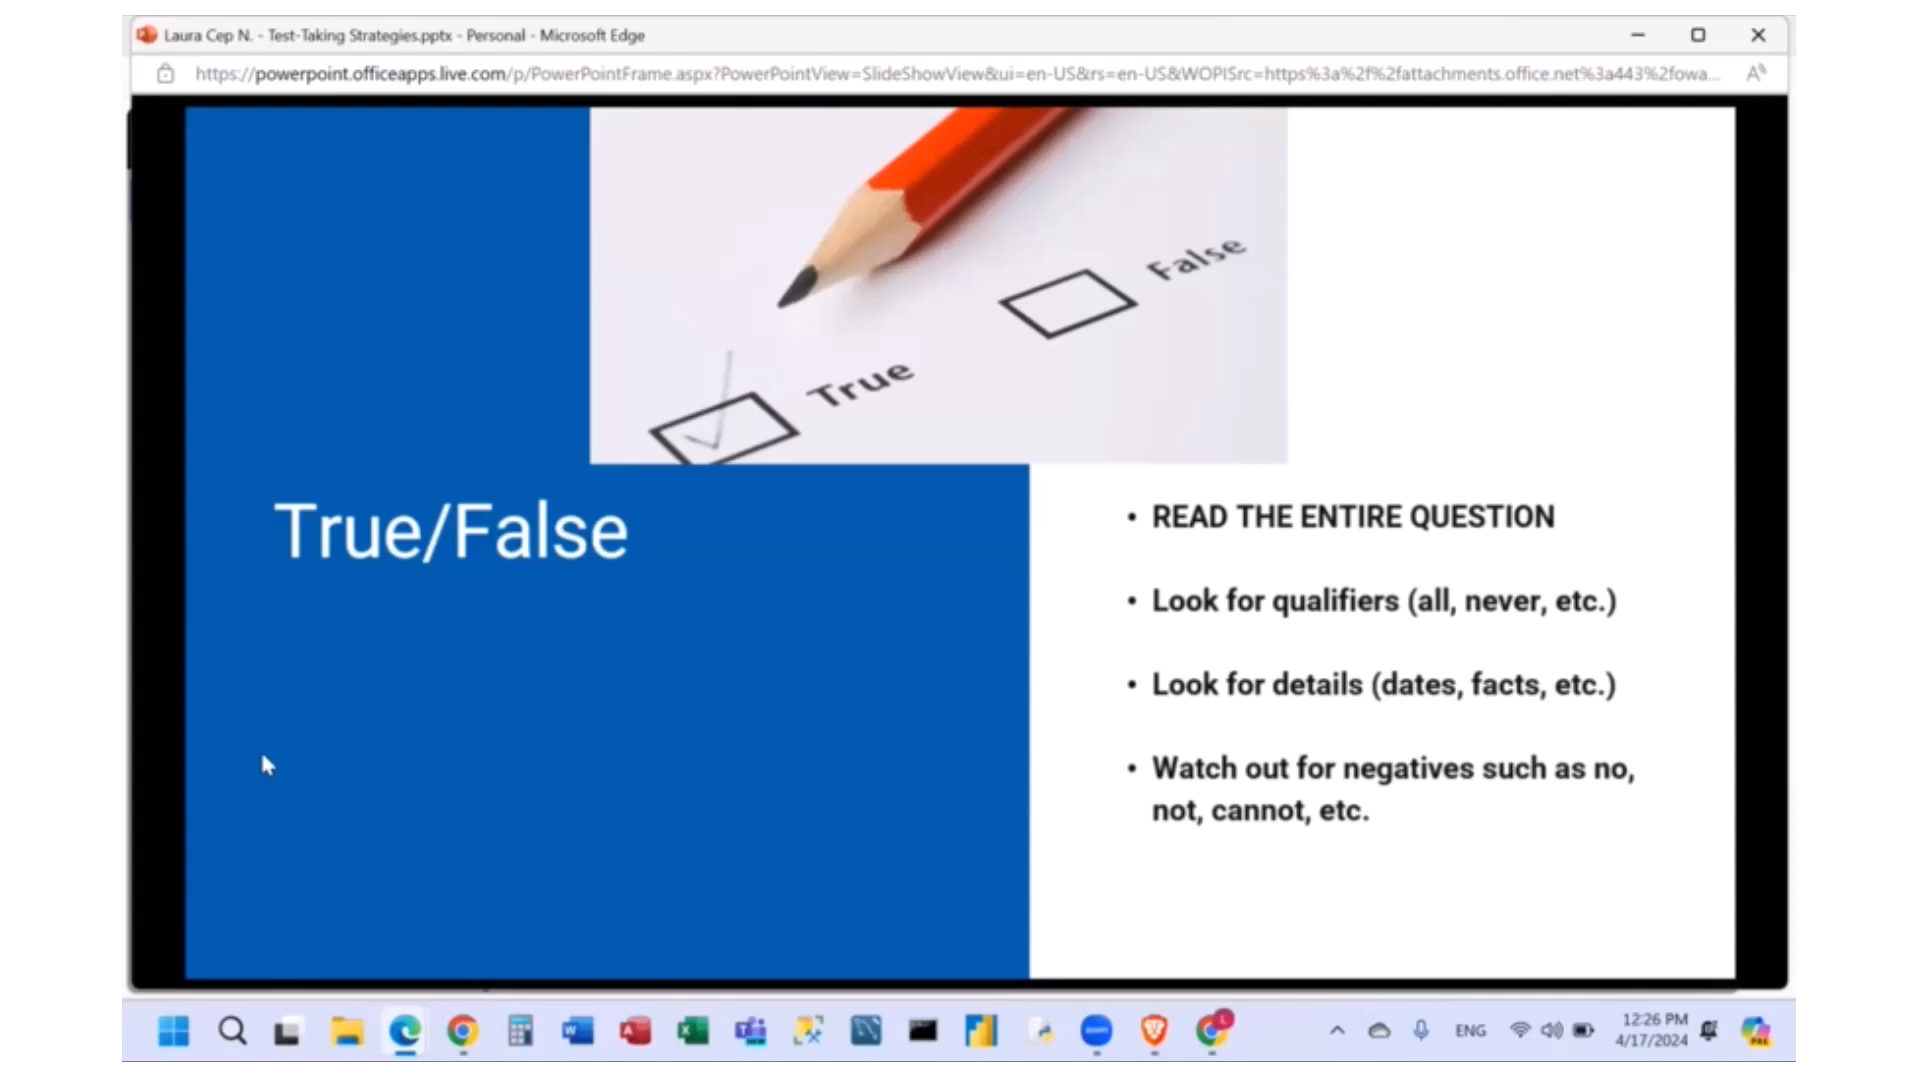 Laura Cep N. - Test-Taking Strategies.pptx - Personal - Microsoft Edge
https://powerpoint.officeapps.live.com/p/PowerPointFrame.aspx?PowerPointView=SlideShowView&ui=en-US&rs=en-US&WOPISrc=https%3a%2f%2fattachments.office.net%3a443%2fowa...
False
True
True/False
• READ THE ENTIRE QUESTION
• Look for qualifiers (all, never, etc.)
• Look for details (dates, facts, etc.)
• Watch out for negatives such as no,
not, cannot, etc.
ENG
12:26 PM
4/17/2024